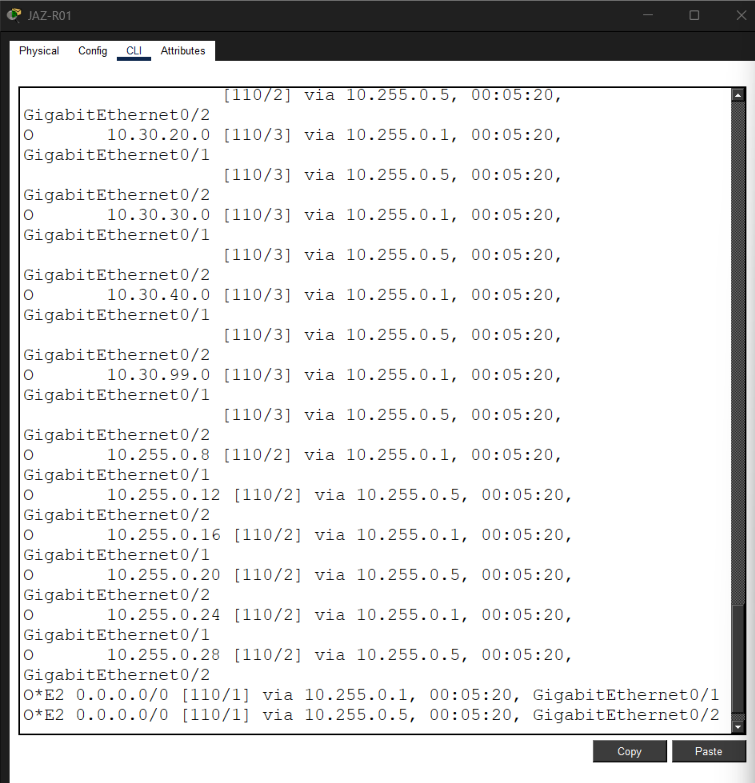 JAZ-R01
Physical Config CLI Attributes
[110/2] via 10.255.0.5, 00:05:20,
GigabitEthernet0/2
O 10.30.20.0 [110/3] via 10.255.0.1, 00:05:20,
GigabitEthernet0/1
[110/3] via 10.255.0.5, 00:05:20,
GigabitEthernet0/2
O 10.30.30.0 [110/3] via 10.255.0.1, 00:05:20,
GigabitEthernet0/1
[110/3] via 10.255.0.5, 00:05:20,
GigabitEthernet0/2
O 10.30.40.0 [110/3] via 10.255.0.1, 00:05:20,
GigabitEthernet0/1
[110/3] via 10.255.0.5, 00:05:20,
GigabitEthernet0/2
O 10.30.99.0 [110/3] via 10.255.0.1, 00:05:20,
GigabitEthernet0/1
[110/3] via 10.255.0.5, 00:05:20,
GigabitEthernet0/2
O 10.255.0.8 [110/2] via 10.255.0.1, 00:05:20,
GigabitEthernet0/1
O 10.255.0.12 [110/2] via 10.255.0.5, 00:05:20,
GigabitEthernet0/2
O 10.255.0.16 [110/2] via 10.255.0.1, 00:05:20,
GigabitEthernet0/1
O 10.255.0.20 [110/2] via 10.255.0.5, 00:05:20,
GigabitEthernet0/2
O 10.255.0.24 [110/2] via 10.255.0.1, 00:05:20,
GigabitEthernet0/1
O 10.255.0.28 [110/2] via 10.255.0.5, 00:05:20,
GigabitEthernet0/2
O*E2 0.0.0.0/0 [110/1] via 10.255.0.1, 00:05:20, GigabitEthernet0/1
O*E2 0.0.0.0/0 [110/1] via 10.255.0.5, 00:05:20, GigabitEthernet0/2
Copy Paste